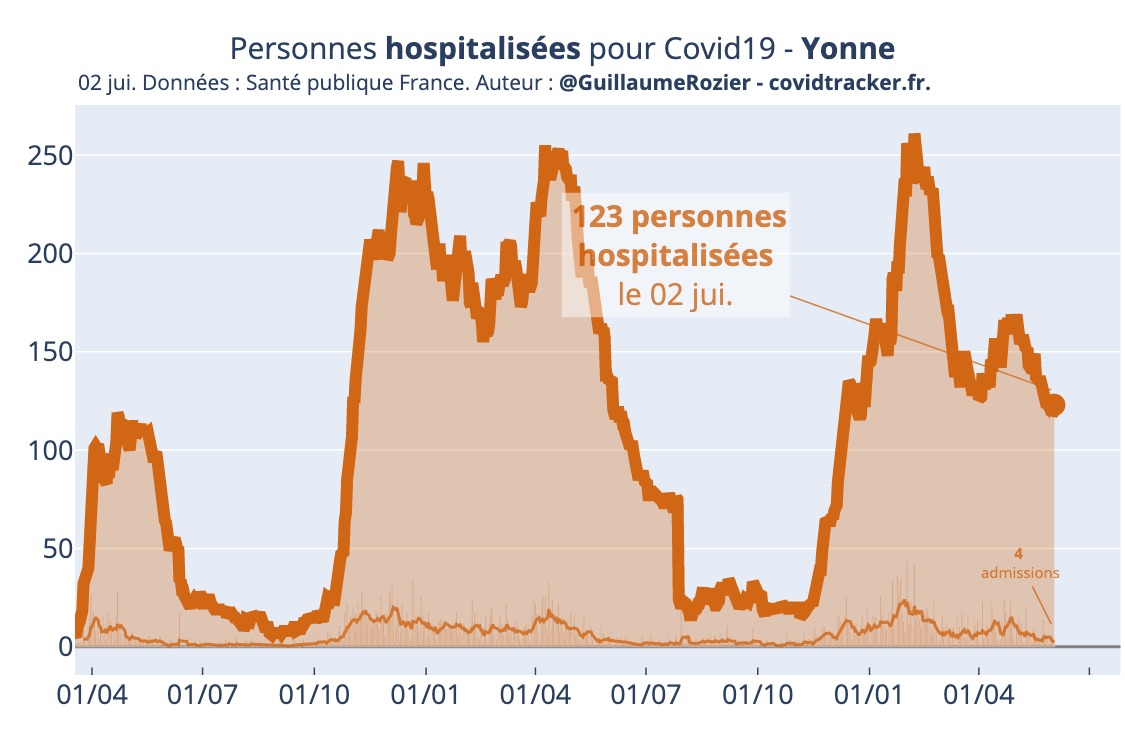 Personnes hospitalisées pour Covid19 - Yonne
02 jui. Données : Santé publique France. Auteur : @GuillaumeRozier - covidtracker.fr.
250
200
150
100
50
0
123 personnes
hospitalisées
le 02 jui.
4
admissions
01/04 01/07 01/10 01/01 01/04 01/07 01/10 01/01 01/04